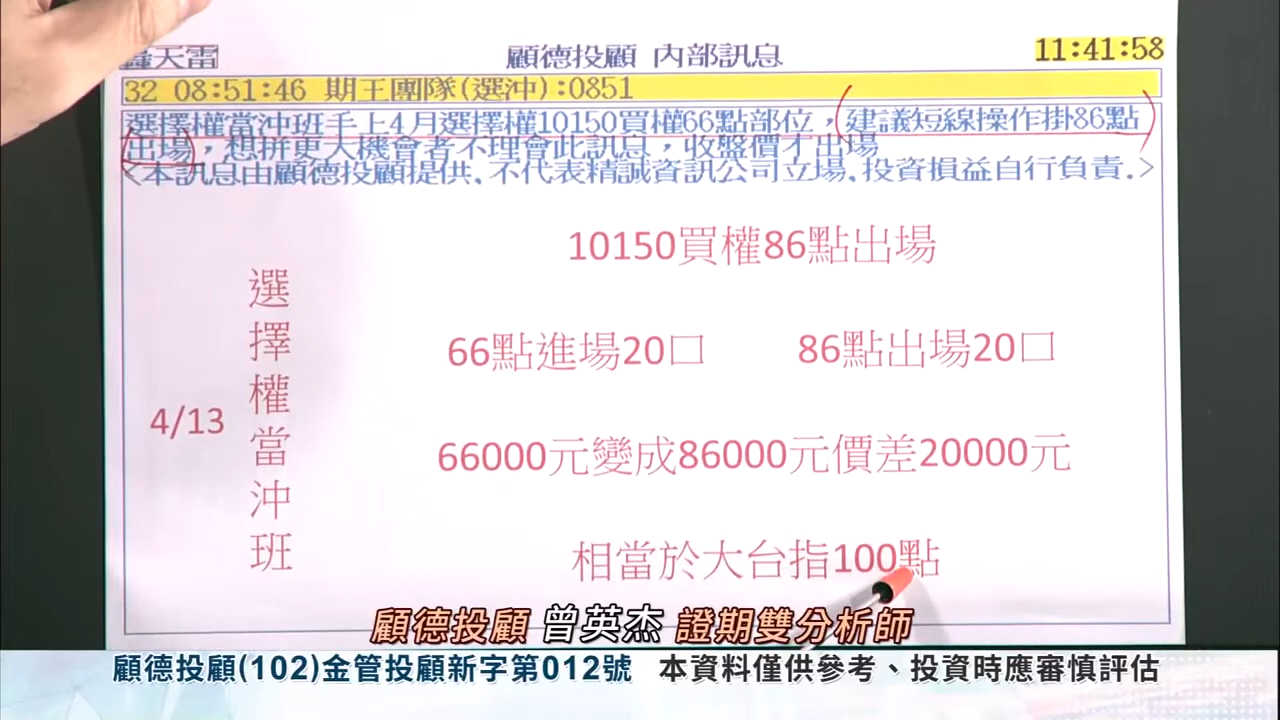 轟天雷 顧德投顧 內部訊息 11:41:58
32 08:51:46 期王團隊(選沖):0851
選擇權當沖班手上4月選擇權10150買權66點部位,建議短線操作掛86點
出場,想拼更大機會者不理會此訊息,收盤價才出場
<本訊息由顧德投顧提供.不代表精誠資訊公司立場.投資損益自行負責.>
4/13
選擇權當沖班
10150買權86點出場
66點進場20口 86點出場20口
66000元變成86000元價差20000元
相當於大台指100點
顧德投顧 曾英杰 證期雙分析師
顧德投顧(102)金管投顧新字第012號 本資料僅供參考、投資時應審慎評估